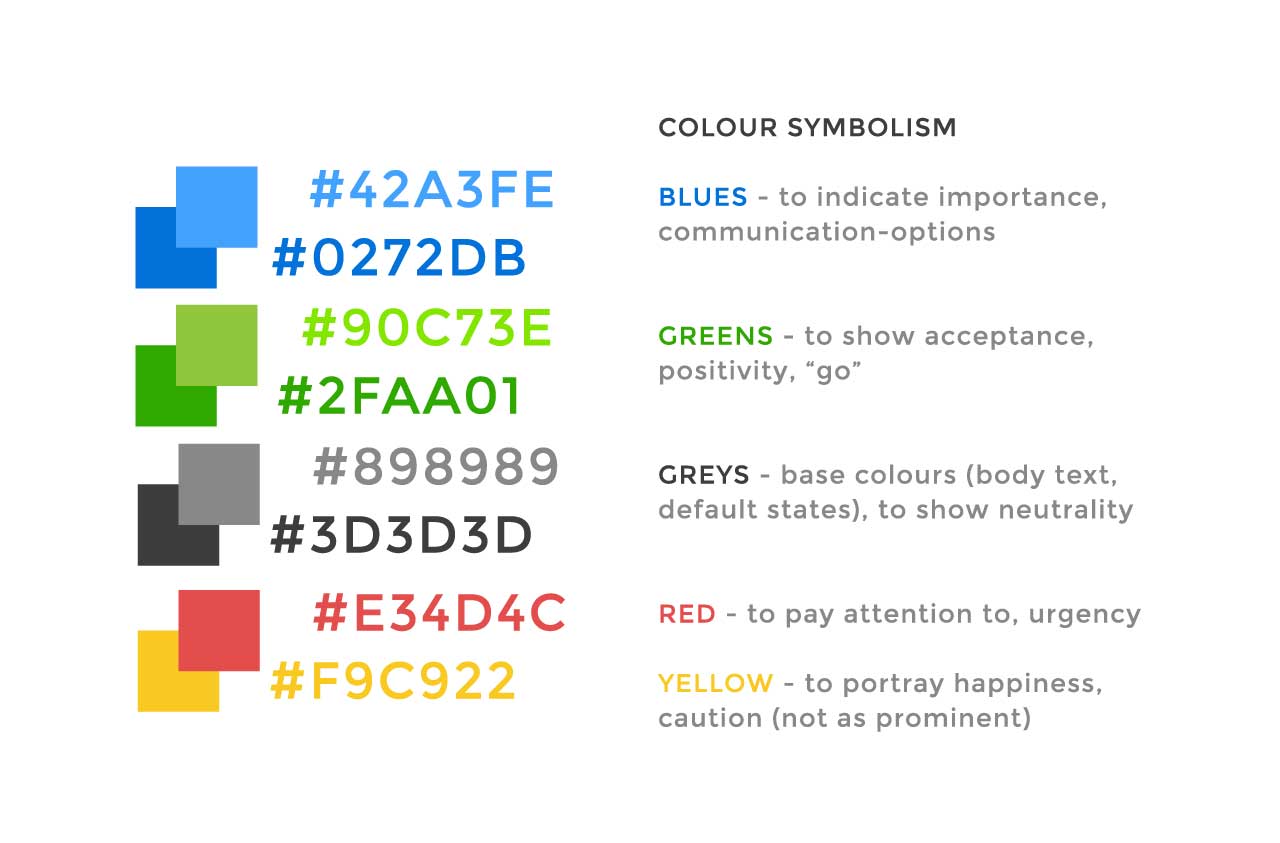 #42A3FE
#0272DB
#90C73E
#2FAA01
#898989
#3D3D3D
#E34D4C
#F9C922
COLOUR SYMBOLISM
BLUES - to indicate importance,
communication-options
GREENS - to show acceptance,
positivity, “go”
GREYS - base colours (body text,
default states), to show neutrality
RED - to pay attention to, urgency
YELLOW - to portray happiness,
caution (not as prominent)